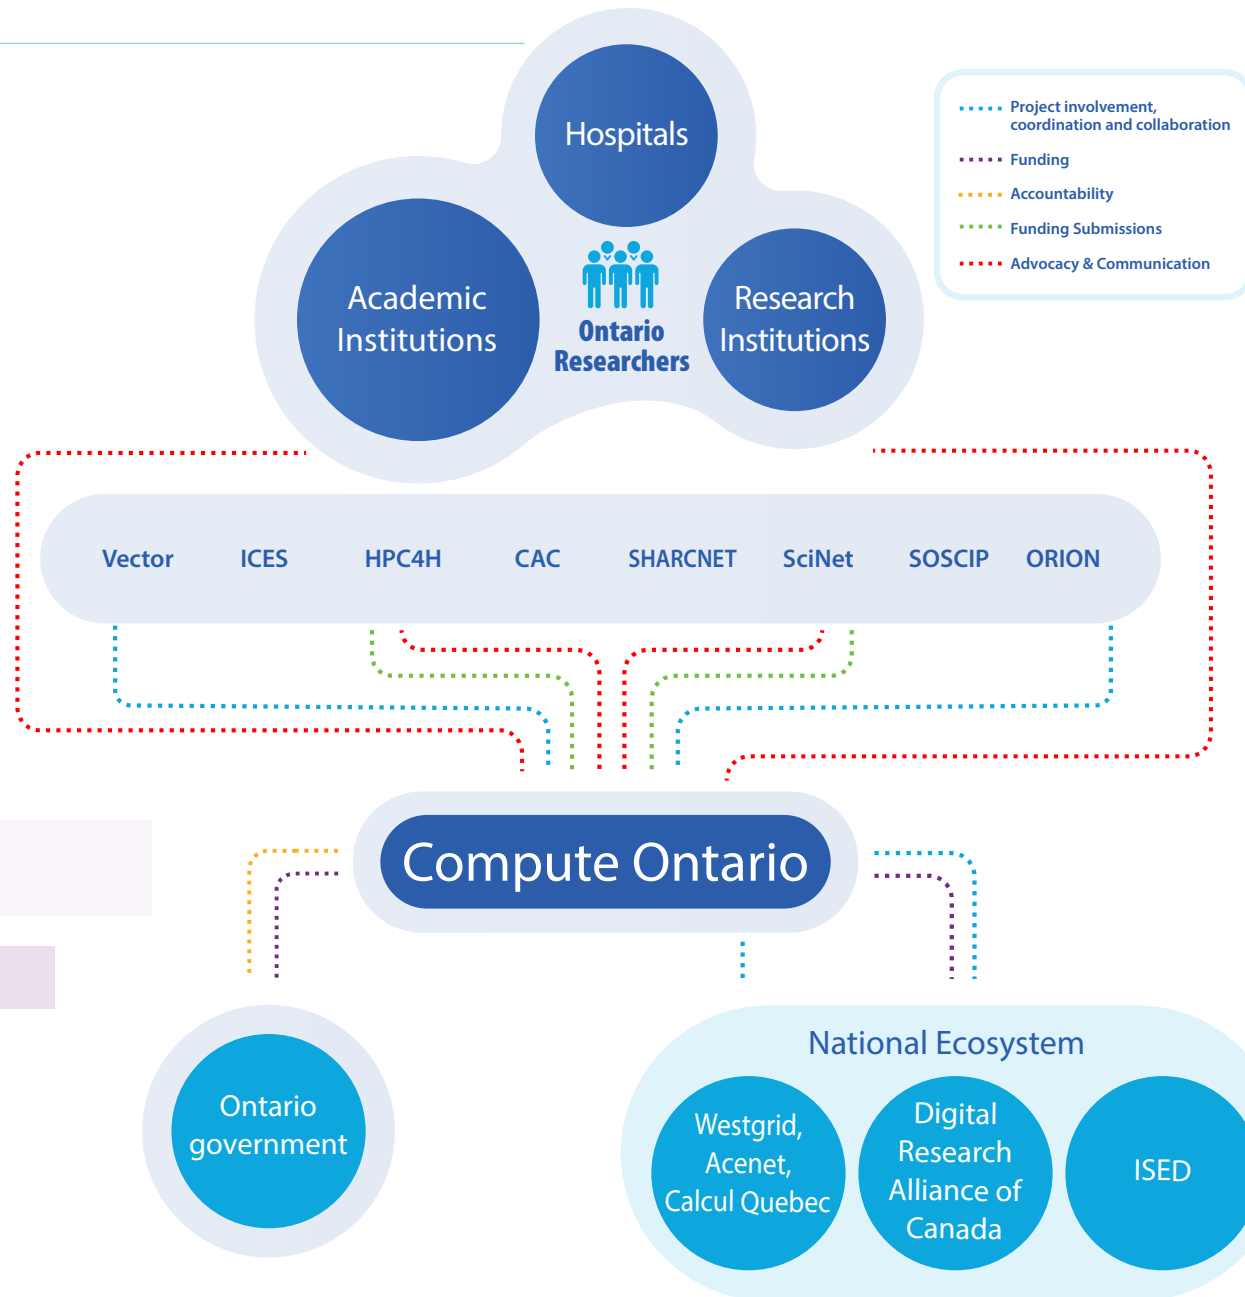 Hospitals
Academic
Institutions
Research
Institutions
Ontario
Researchers
Project involvement,
coordination and collaboration
Funding
Accountability
Funding Submissions
Advocacy & Communication
Vector ICES HPC4H CAC SHARCNET SciNet SOSCIP ORION
Compute Ontario
Ontario
government
National Ecosystem
Westgrid,
Acenet,
Calcul Quebec
Digital
Research
Alliance of
Canada
ISED